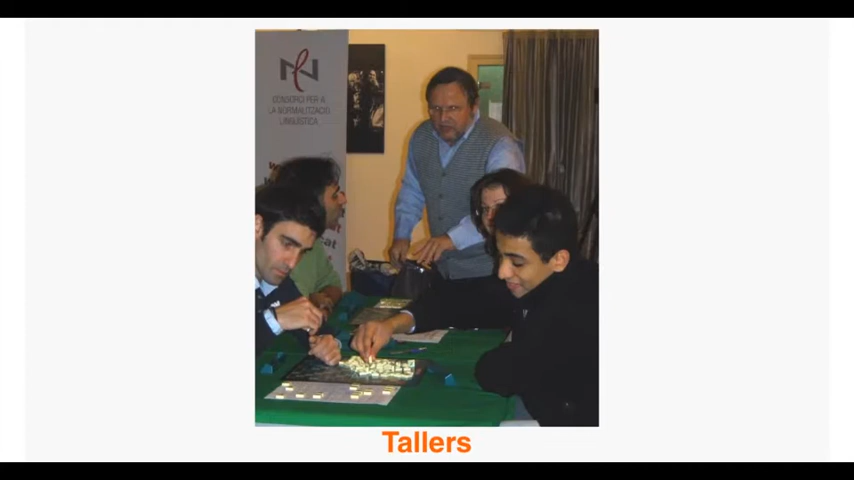 CONSORCI PER A
LA NORMALITZACIÓ
LINGÜÍSTICA
Tallers